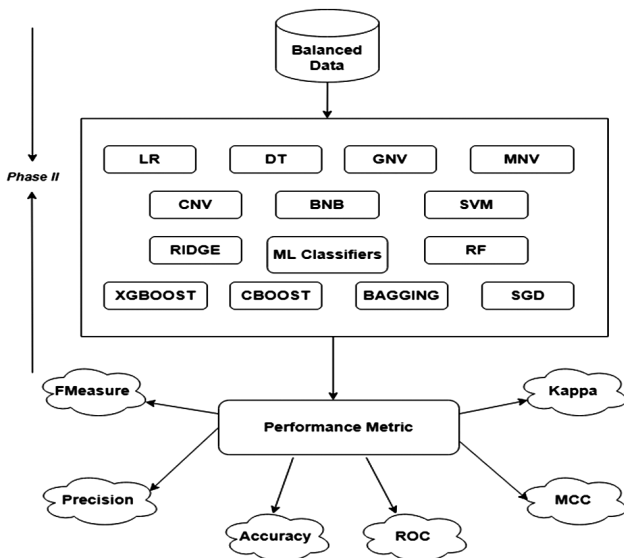 Balanced
Data
LR
DT
GNV
MNV
Phase II
CNV
BNB
SVM
RIDGE
ML Classifiers
RF
XGBOOST
CBOOST
BAGGING
SGD
FMeasure
Kappa
Performance Metric
Precision
MCC
Accuracy
ROC